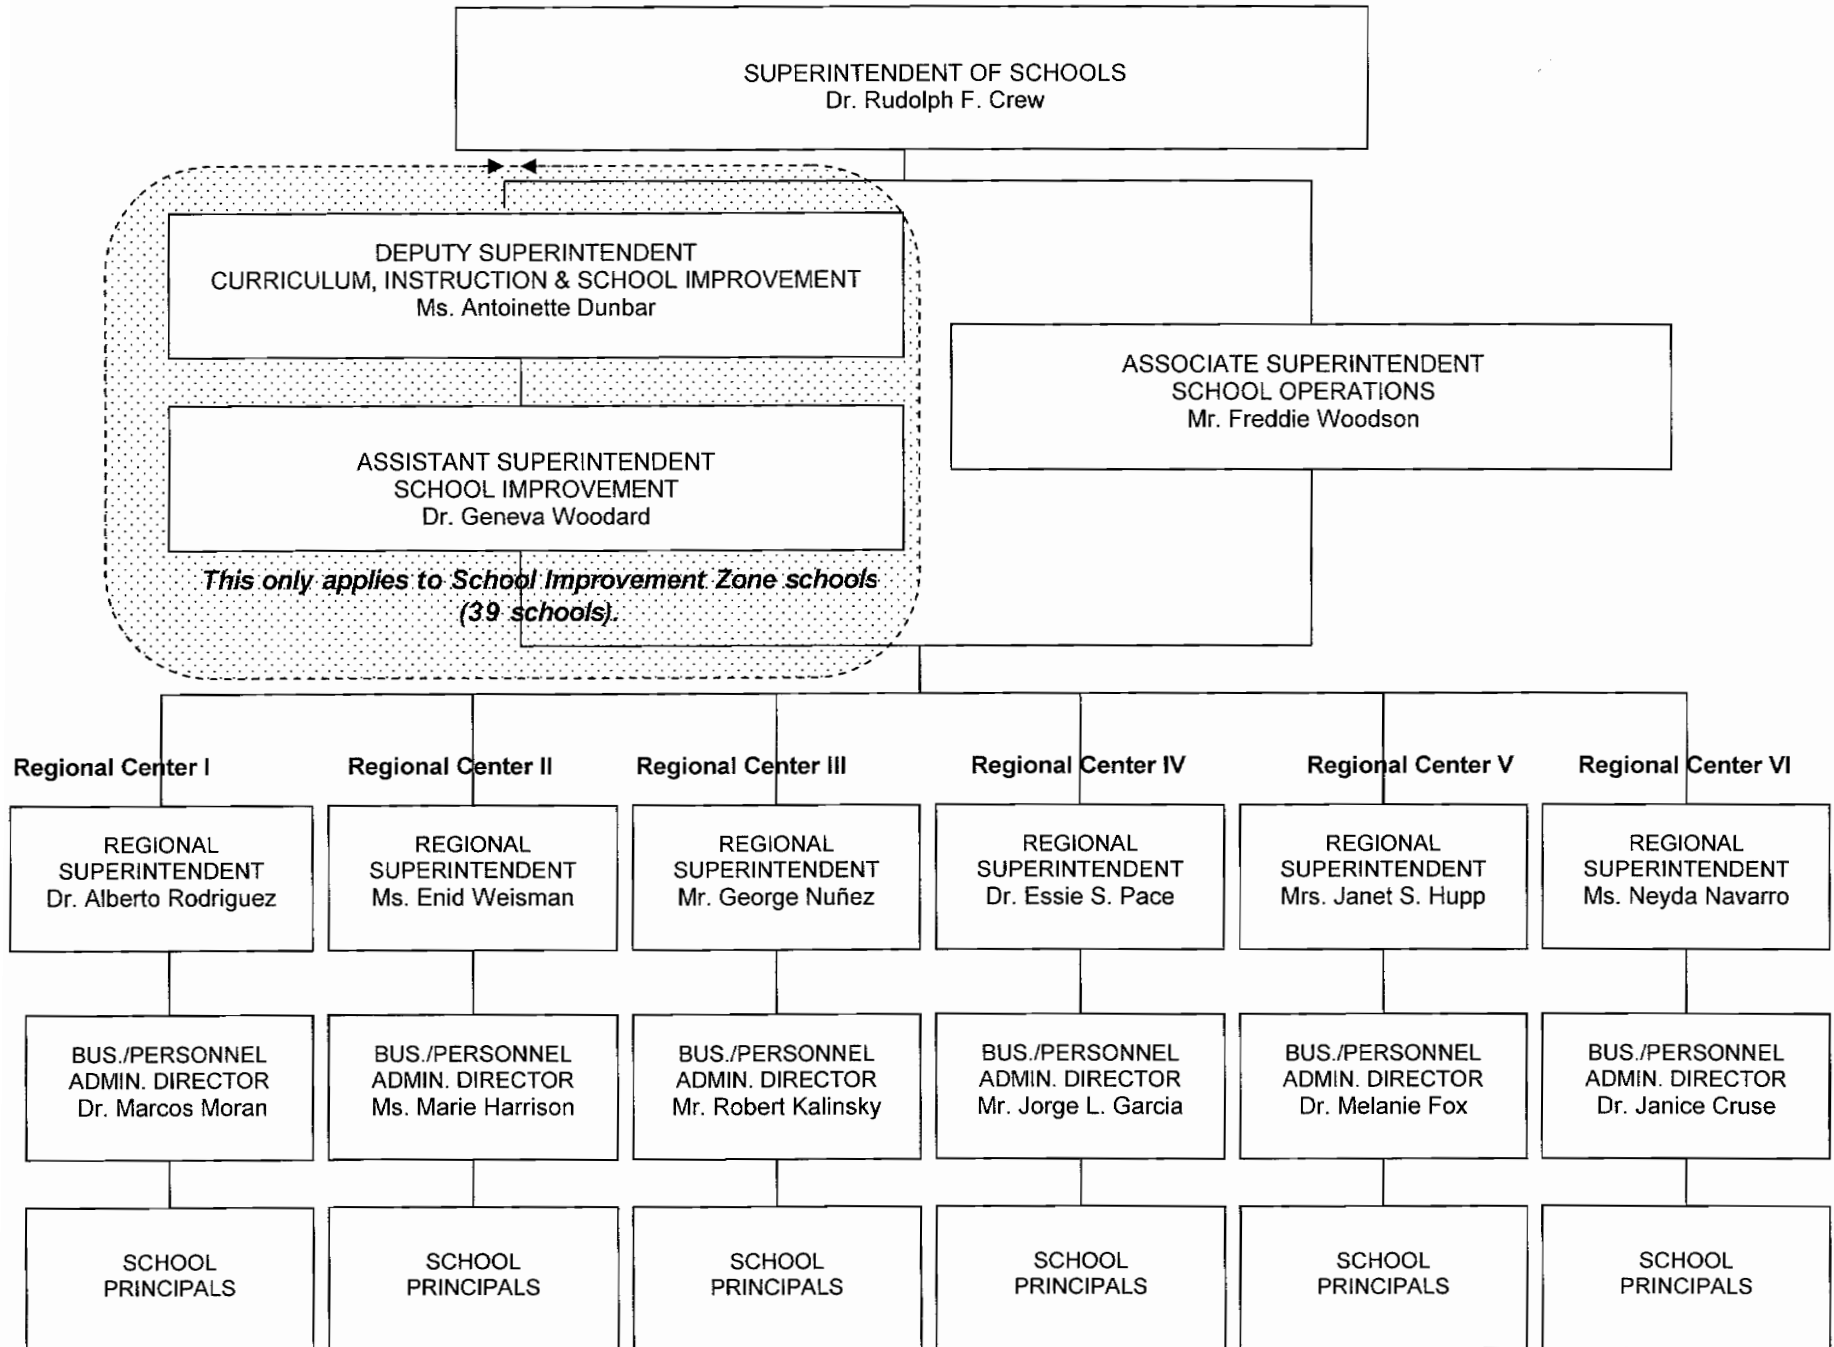 SUPERINTENDENT OF SCHOOLS
Dr. Rudolph F. Crew
DEPUTY SUPERINTENDENT
CURRICULUM, INSTRUCTION & SCHOOL IMPROVEMENT
Ms. Antoinette Dunbar
ASSOCIATE SUPERINTENDENT
SCHOOL OPERATIONS
Mr. Freddie Woodson
ASSISTANT SUPERINTENDENT
SCHOOL IMPROVEMENT
Dr. Geneva Woodard
This only applies to School Improvement Zone schools
(39 schools).
Regional Center I
REGIONAL
SUPERINTENDENT
Dr. Alberto Rodriguez
BUS./PERSONNEL
ADMIN. DIRECTOR
Dr. Marcos Moran
SCHOOL
PRINCIPALS
Regional Center II
REGIONAL
SUPERINTENDENT
Ms. Enid Weisman
BUS./PERSONNEL
ADMIN. DIRECTOR
Ms. Marie Harrison
SCHOOL
PRINCIPALS
Regional Center III
REGIONAL
SUPERINTENDENT
Mr. George Nuñez
BUS./PERSONNEL
ADMIN. DIRECTOR
Mr. Robert Kalinsky
SCHOOL
PRINCIPALS
Regional Center IV
REGIONAL
SUPERINTENDENT
Dr. Essie S. Pace
BUS./PERSONNEL
ADMIN. DIRECTOR
Mr. Jorge L. Garcia
SCHOOL
PRINCIPALS
Regional Center V
REGIONAL
SUPERINTENDENT
Mrs. Janet S. Hupp
BUS./PERSONNEL
ADMIN. DIRECTOR
Dr. Melanie Fox
SCHOOL
PRINCIPALS
Regional Center VI
REGIONAL
SUPERINTENDENT
Ms. Neyda Navarro
BUS./PERSONNEL
ADMIN. DIRECTOR
Dr. Janice Cruse
SCHOOL
PRINCIPALS